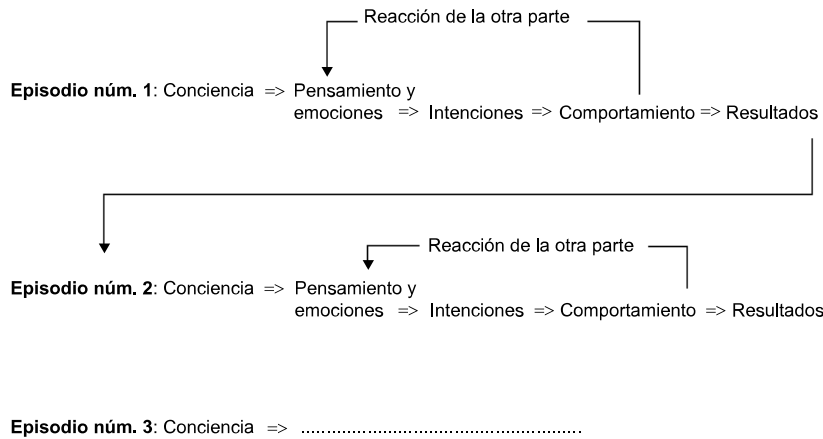 Reacción de la otra parte
Episodio núm. 1: Conciencia => Pensamiento y
emociones => Intenciones => Comportamiento => Resultados
Reacción de la otra parte
Episodio núm. 2: Conciencia => Pensamiento y
emociones => Intenciones => Comportamiento => Resultados
Episodio núm. 3: Conciencia => ......................................................